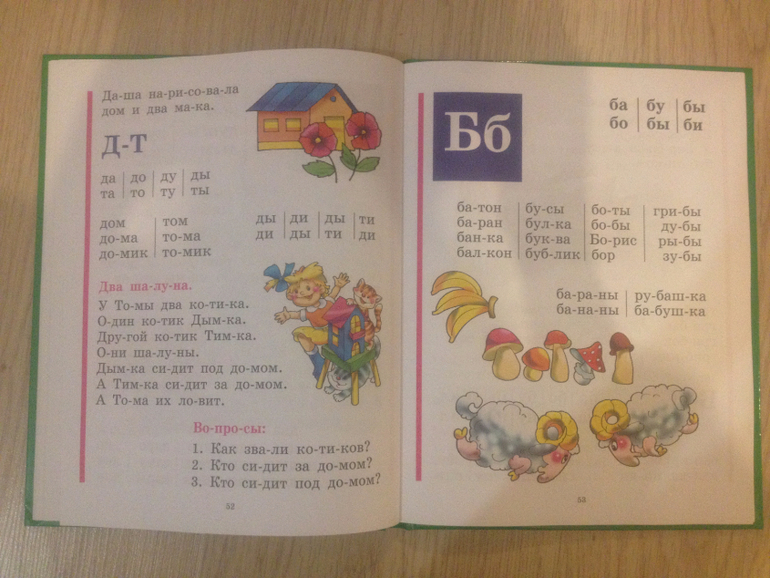 Да-ша на-ри-со-ва-ла
дом и два ма-ка.
Д-Т
да | до | ду | ды
та | то | ту | ты
дом | том
до-ма | то-ма
до-мик | то-мик
ды | ди | ды | ти
ди | ды | ти | ди
Два ша-лу-на.
У То-мы два ко-ти-ка.
О-дин ко-тик Дым-ка.
Дру-гой ко-тик Тим-ка.
О-ни ша-лу-ны.
Дым-ка си-дит под до-мом.
А Тим-ка си-дит за до-мом.
А То-ма их ло-вит.
Во-про-сы:
1. Как зва-ли ко-ти-ков?
2. Кто си-дит за до-мом?
3. Кто си-дит под до-мом?
52
Бб
ба | бу | бы
бо | бы | би
ба-тон | бу-сы | бо-ты | гри-бы
ба-ран | бул-ка | бо-бы | ду-бы
бан-ка | бук-ва | Бо-рис | ры-бы
бал-кон | буб-лик | бор | зу-бы
ба-ра-ны | ру-баш-ка
ба-на-ны | ба-буш-ка
53